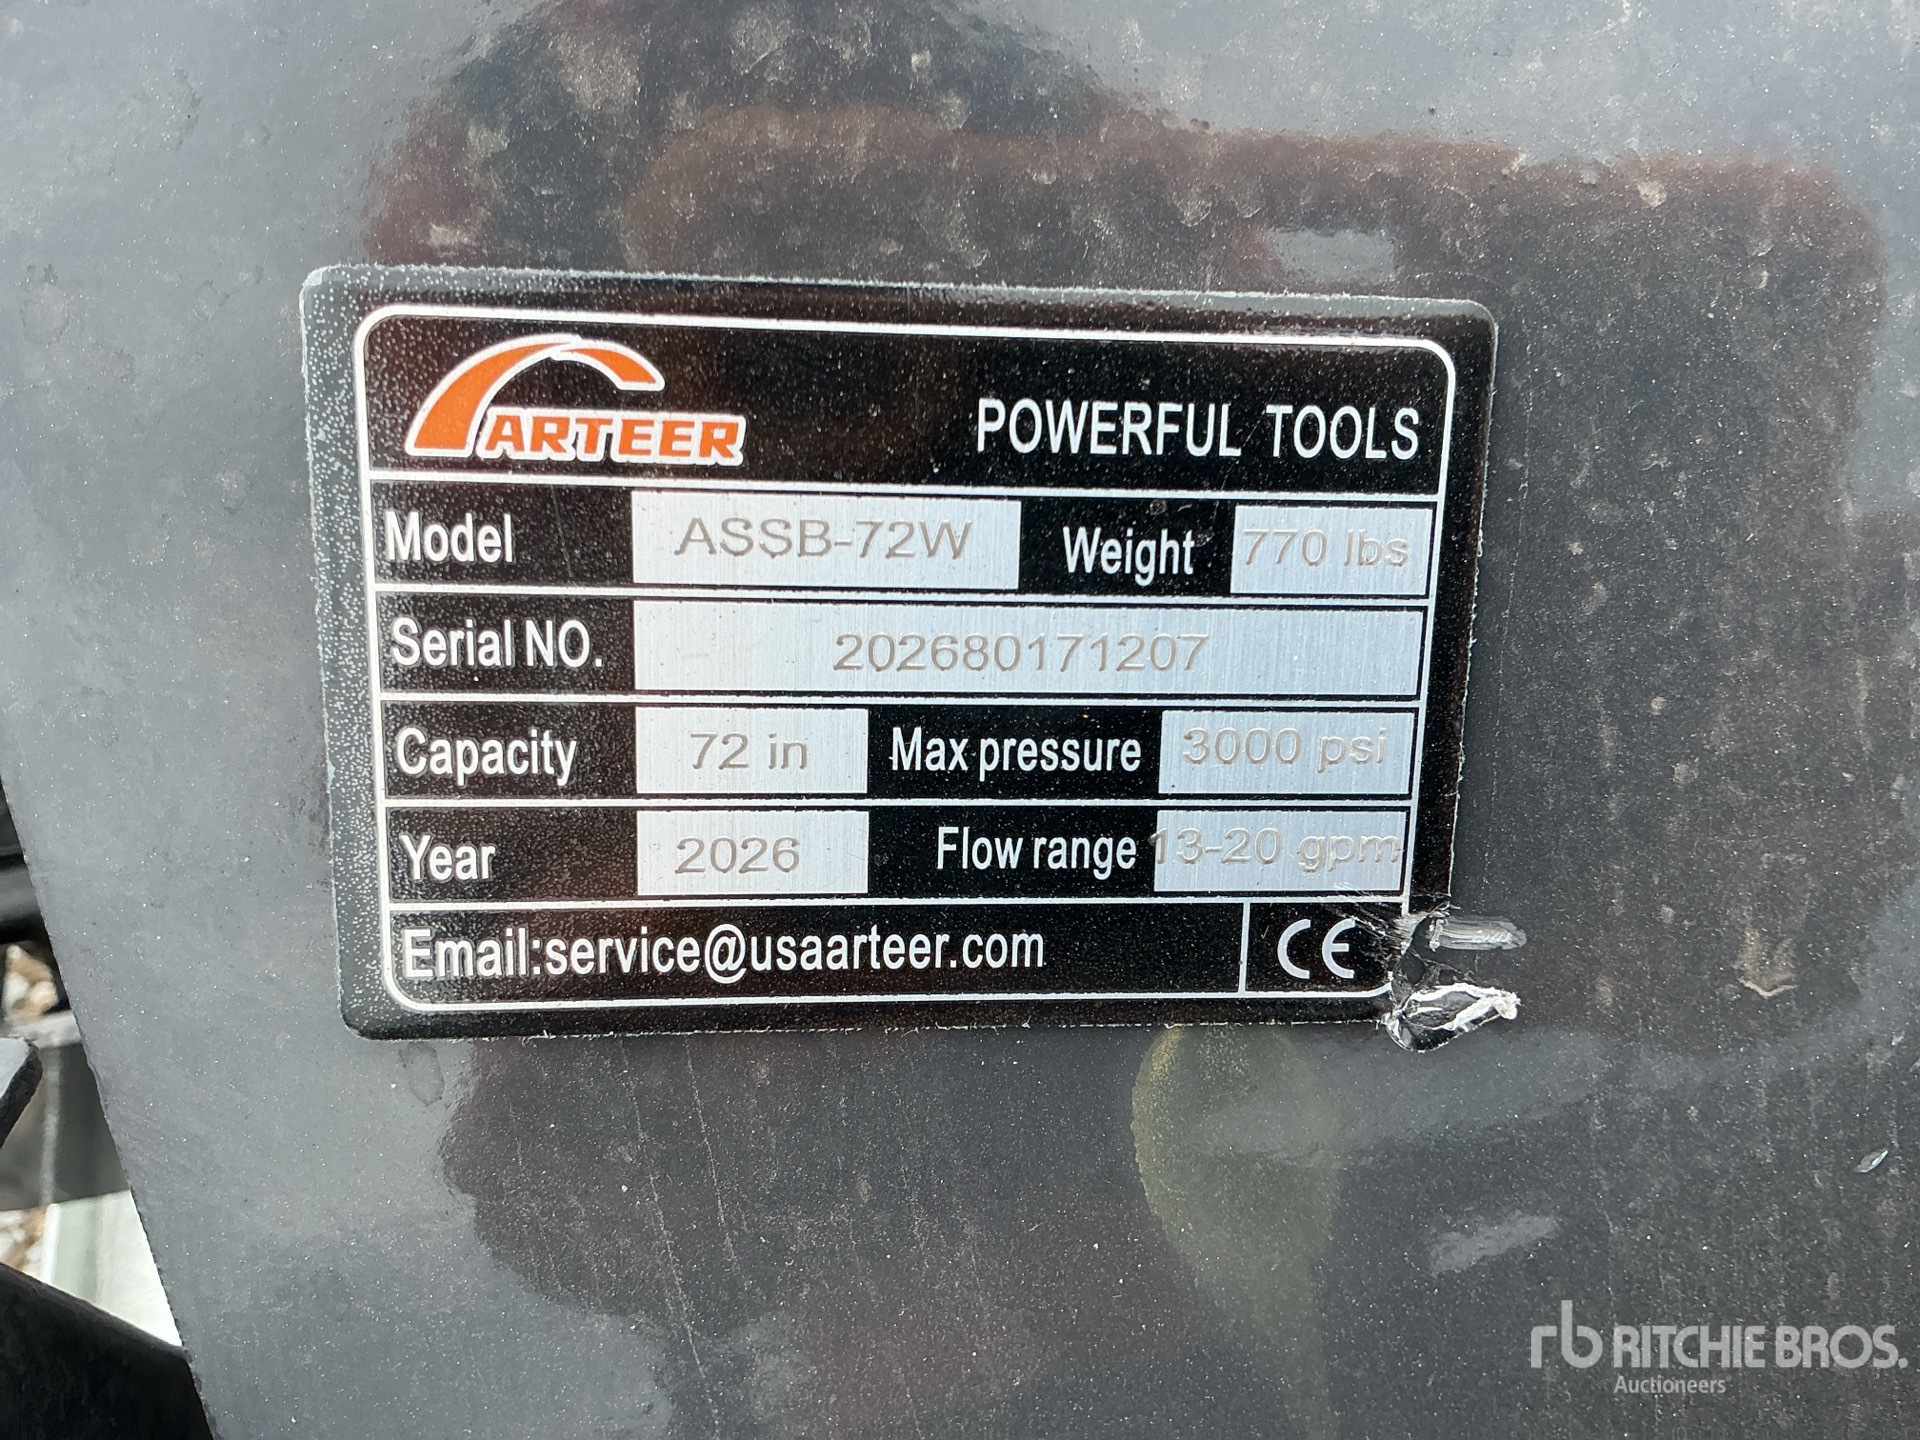 ARTEER POWERFUL TOOLS
Model ASSB-72W Weight 770 lbs
Serial NO. 202680171207
Capacity 72 in Max pressure 3000 psi
Year 2026 Flow range 13-20 gpm
Email:service@usaarteer.com CE
rb RITCHIE BROS.
Auctioneers